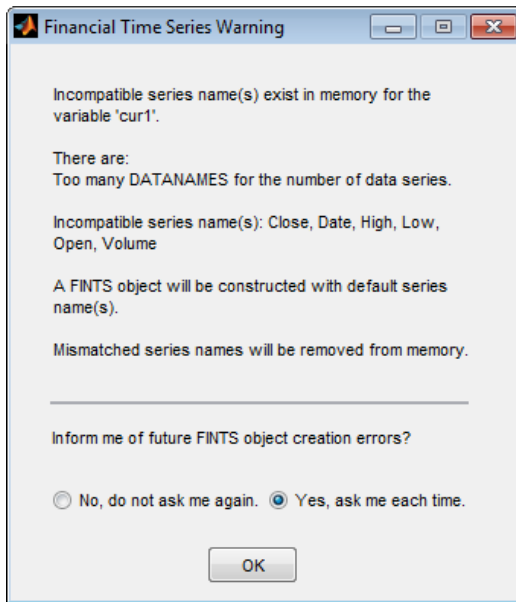 Financial Time Series Warning
Incompatible series name(s) exist in memory for the
variable 'cur1'.
There are:
Too many DATANAMES for the number of data series.
Incompatible series name(s): Close, Date, High, Low,
Open, Volume
A FINTS object will be constructed with default series
name(s).
Mismatched series names will be removed from memory.
Inform me of future FINTS object creation errors?
No, do not ask me again. Yes, ask me each time.
OK